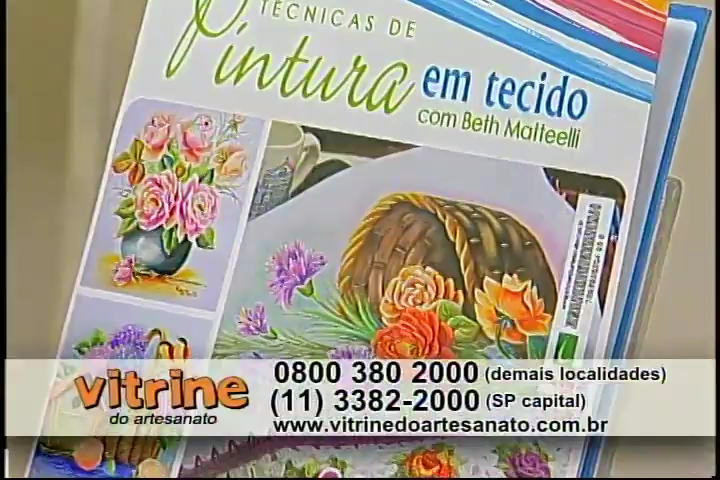 TÉCNICAS DE
Pintura
em tecido
com Beth Matteelli
vitrine
do artesanato
0800 380 2000 (demais localidades)
(11) 3382-2000 (SP capital)
www.vitrinedoartesanato.com.br